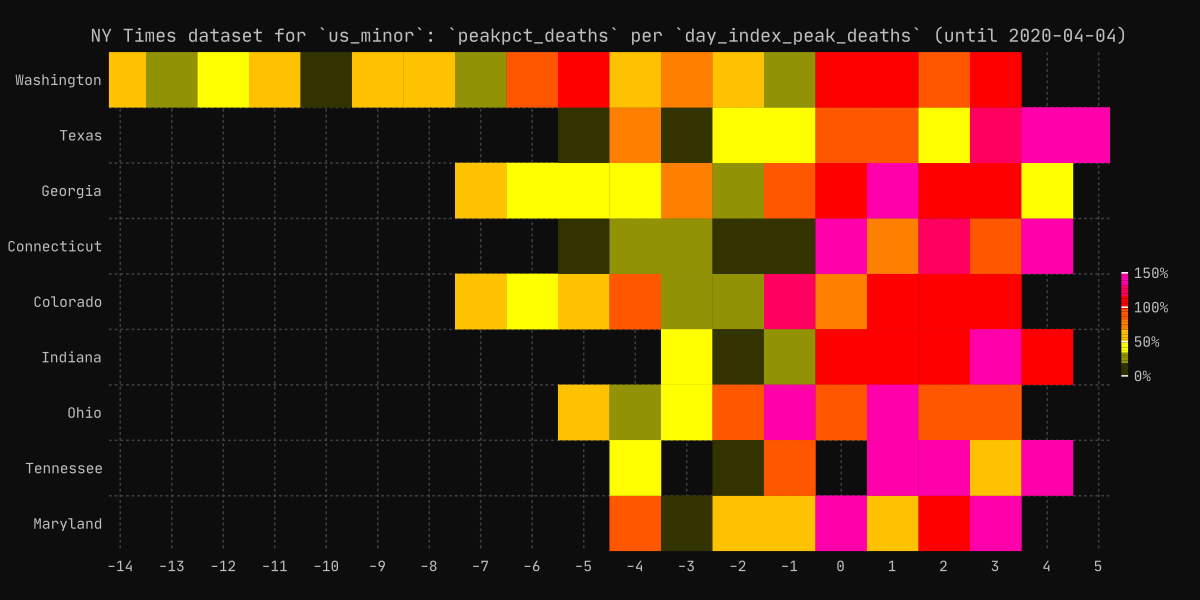 NY Times dataset for `us_minor`: `peakpct_deaths` per `day_index_peak_deaths` (until 2020-04-04)
Washington
Texas
Georgia
Connecticut
Colorado
Indiana
Ohio
Tennessee
Maryland
150%
100%
50%
0%
-14 -13 -12 -11 -10 -9 -8 -7 -6 -5 -4 -3 -2 -1 0 1 2 3 4 5